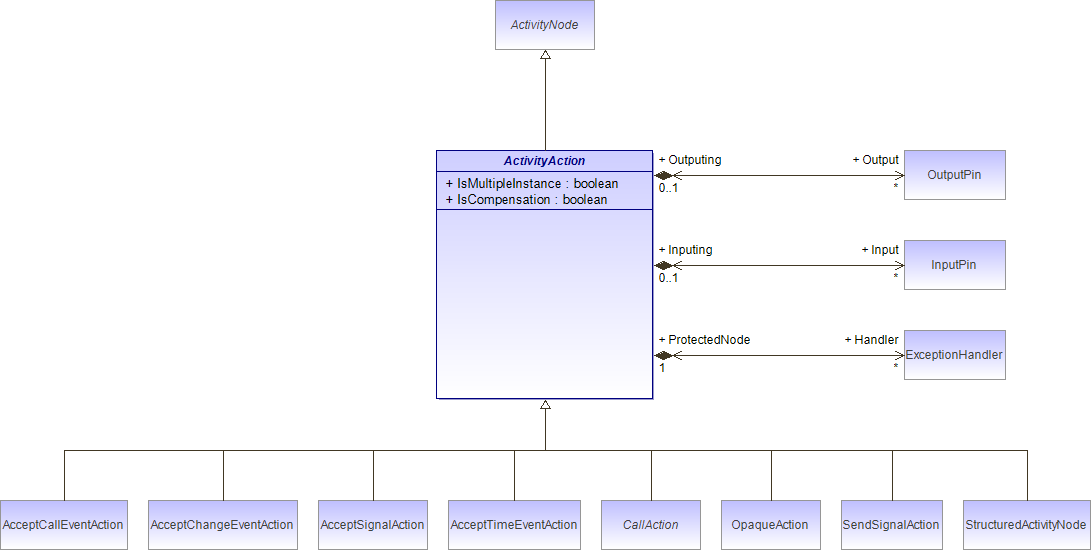 ActivityNode
ActivityAction
+ IsMultipleInstance : boolean
+ IsCompensation : boolean
+ Outputing
+ Output
0..1
*
OutputPin
+ Inputing
+ Input
0..1
*
InputPin
+ ProtectedNode
+ Handler
1
*
ExceptionHandler
AcceptCallEventAction
AcceptChangeEventAction
AcceptSignalAction
AcceptTimeEventAction
CallAction
OpaqueAction
SendSignalAction
StructuredActivityNode